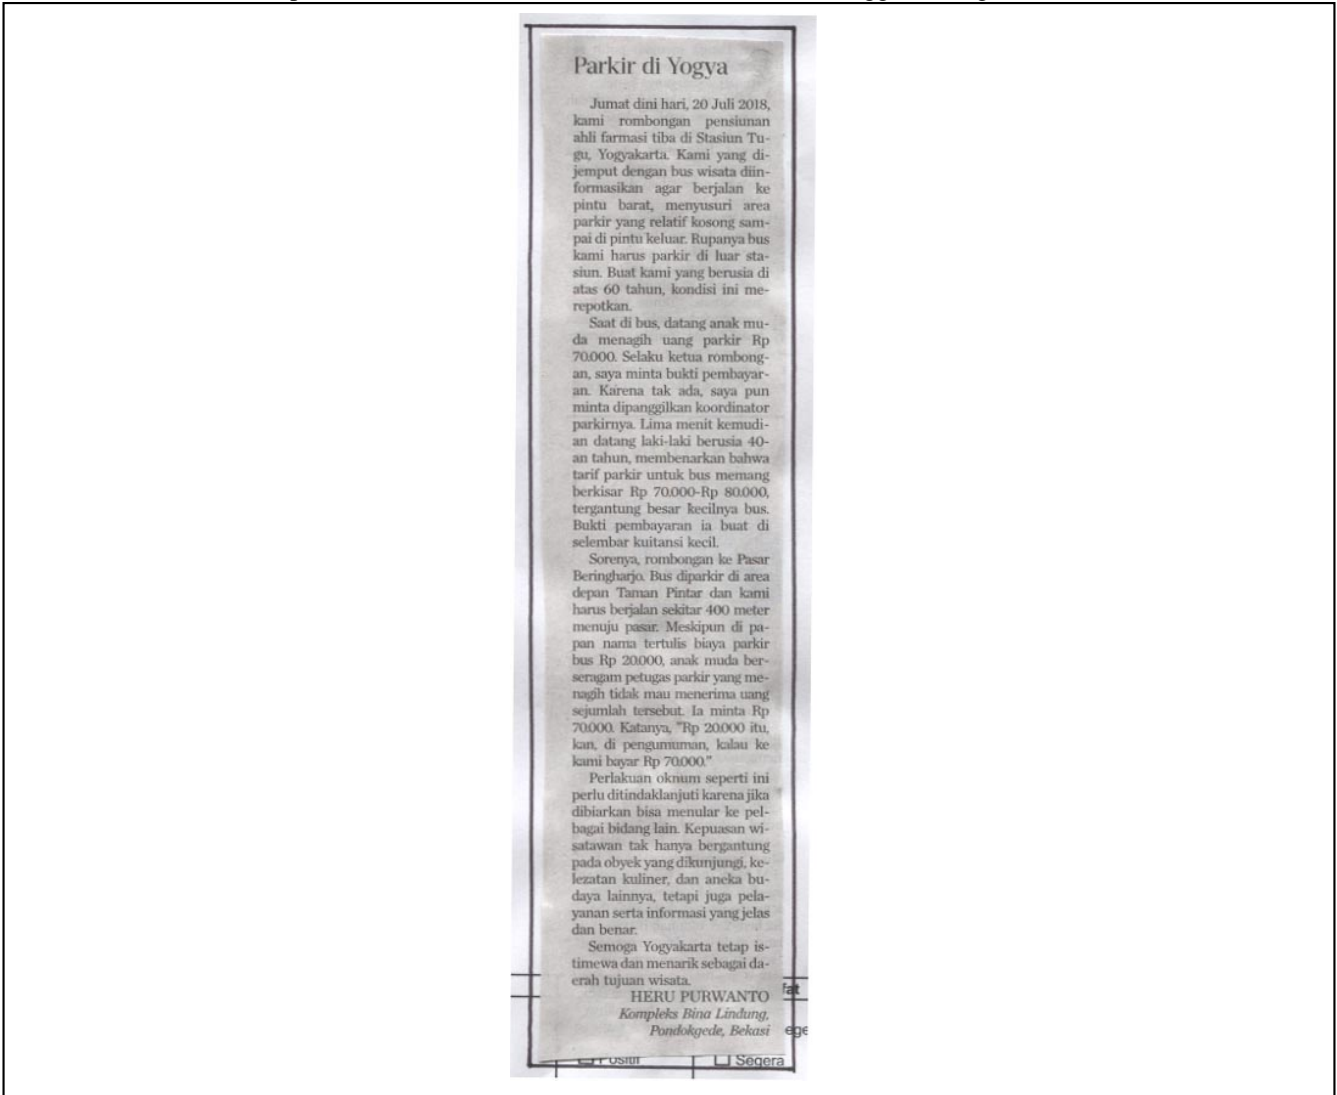 Parkir di Yogya
Jumat dini hari, 20 Juli 2018,
kami rombongan pensiunan
ahli farmasi tiba di Stasiun Tu-
gu, Yogyakarta. Kami yang di-
jemput dengan bus wisata diin-
formasikan agar berjalan ke
pintu barat, menyusuri area
parkir yang relatif kosong sam-
pai di pintu keluar. Rupanya bus
kami harus parkir di luar sta-
siun. Buat kami yang berusia di
atas 60 tahun, kondisi ini me-
repotkan.
Saat di bus, datang anak mu-
da menagih uang parkir Rp
70.000. Selaku ketua rombong-
an, saya minta bukti pembayar-
an. Karena tak ada, saya pun
minta dipanggilkan koordinator
parkirnya. Lima menit kemudi-
an datang laki-laki berusia 40-
an tahun, membenarkan bahwa
tarif parkir untuk bus memang
berkisar Rp 70.000-Rp 80.000,
tergantung besar kecilnya bus.
Bukti pembayaran ia buat di
selembar kuitansi kecil.
Sorenya, rombongan ke Pasar
Beringharjo. Bus diparkir di area
depan Taman Pintar dan kami
harus berjalan sekitar 400 meter
menuju pasar. Meskipun di pa-
pan nama tertulis biaya parkir
bus Rp 20.000, anak muda ber-
seragam petugas parkir yang me-
nagih tidak mau menerima uang
sejumlah tersebut. Ia minta Rp
70.000. Katanya, "Rp 20.000 itu,
kan, di pengumuman, kalau ke
kami bayar Rp 70.000."
Perlakuan oknum seperti ini
perlu ditindaklanjuti karena jika
dibiarkan bisa menular ke pel-
bagai bidang lain. Kepuasan wi-
satawan tak hanya bergantung
pada obyek yang dikunjungi, ke-
lezatan kuliner, dan aneka bu-
daya lainnya, tetapi juga pela-
yanan serta informasi yang jelas
dan benar.
Semoga Yogyakarta tetap is-
timewa dan menarik sebagai da-
erah tujuan wisata.
HERU PURWANTO
Kompleks Bina Lindung,
Pondokgede, Bekasi
fat
ege
Positif
Segera